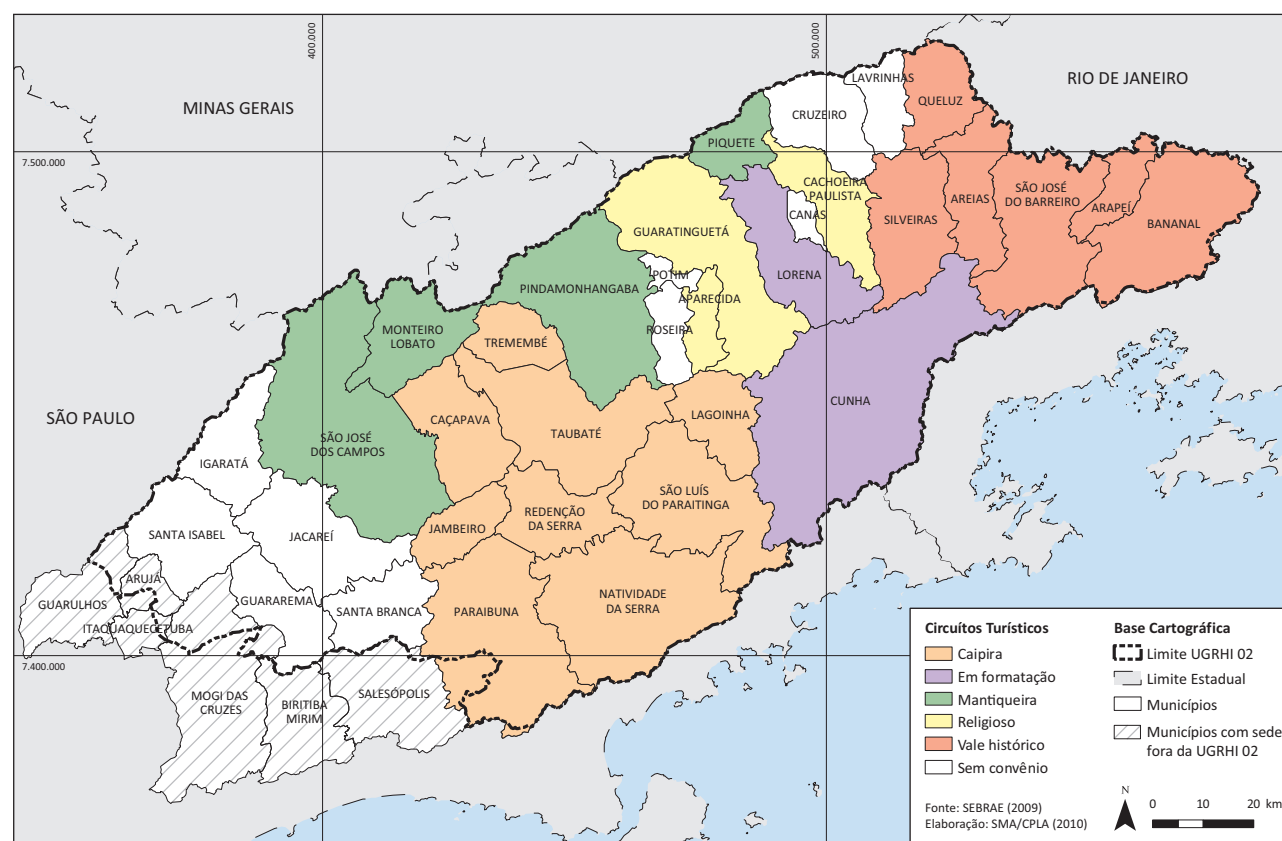 400.000
500.000
MINAS GERAIS
RIO DE JANEIRO
LAVRINHAS
QUELUZ
CRUZEIRO
7.500.000
PIQUETE
CACHOEIRA
PAULISTA
CANAS
SILVEIRAS
AREIAS
SÃO JOSÉ
DO BARREIRO
ARAPEÍ
BANANAL
GUARATINGUETÁ
LORENA
POTIM
PINDAMONHANGABA
APARECIDA
ROSEIRA
MONTEIRO
LOBATO
TREMEMBÉ
SÃO PAULO
CAÇAPAVA
LAGOINHA
CUNHA
TAUBATÉ
SÃO JOSÉ
DOS CAMPOS
IGARATÁ
SÃO LUÍS
DO PARAITINGA
REDENÇÃO
DA SERRA
JAMBEIRO
SANTA ISABEL
JACAREÍ
ARUJÁ
GUARULHOS
GUARAREMA
SANTA BRANCA
PARAIBUNA
NATIVIDADE
DA SERRA
ITAQUAQUECETUBA
7.400.000
MOGI DAS
CRUZES
BIRITIBA
MIRIM
SALESÓPOLIS
Circuítos Turísticos
Caipira
Em formatação
Mantiqueira
Religioso
Vale histórico
Sem convênio
Base Cartográfica
Limite UGRHI 02
Limite Estadual
Municípios
Municípios com sede
fora da UGRHI 02
Fonte: SEBRAE (2009)
Elaboração: SMA/CPLA (2010)
N
0 10 20 km